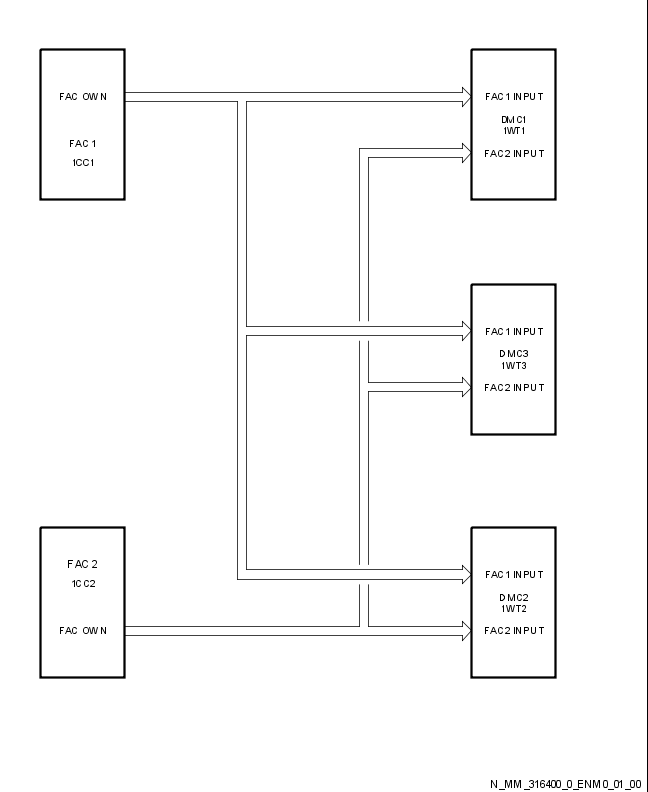 FAC OWN
FAC 1
1CC1
FAC1 INPUT
DMC1
1WT1
FAC2 INPUT
FAC1 INPUT
DMC3
1WT3
FAC2 INPUT
FAC 2
1CC2
FAC OWN
FAC1 INPUT
DMC2
1WT2
FAC2 INPUT
N_MM_316400_0_ENM0_01_00